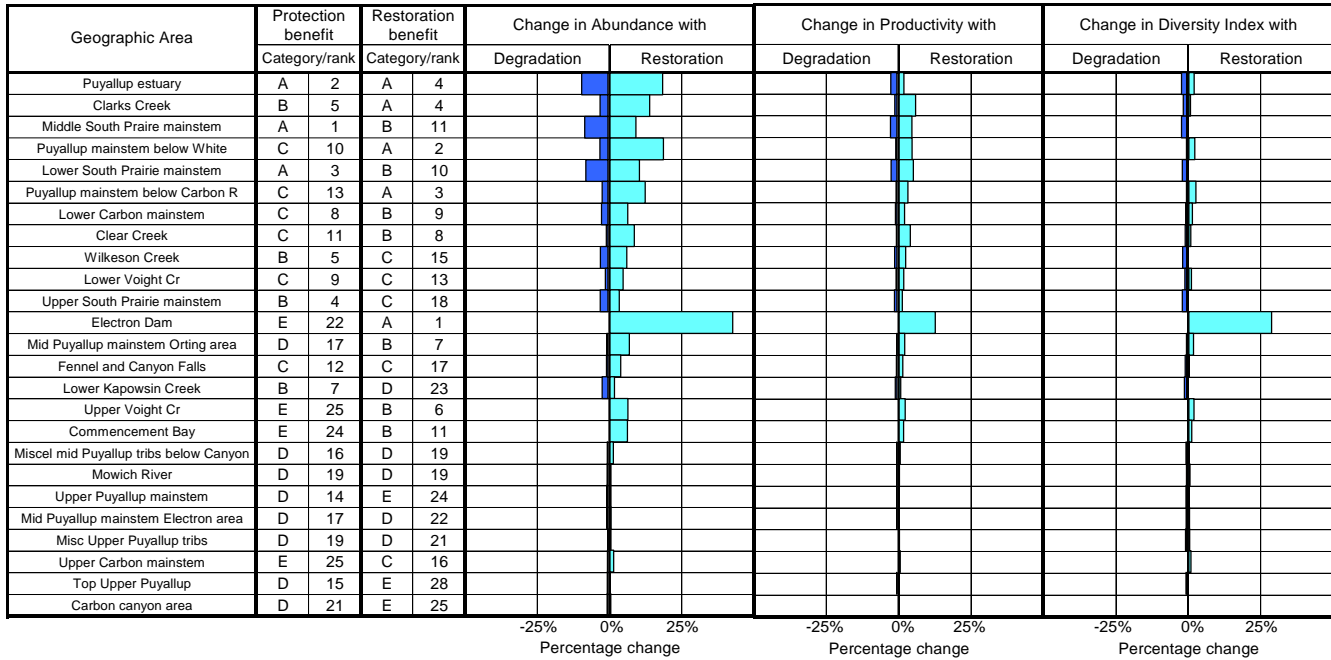 Geographic Area
Protection benefit
Restoration benefit
Change in Abundance with
Change in Productivity with
Change in Diversity Index with
Category/rank
Category/rank
Degradation
Restoration
Degradation
Restoration
Degradation
Restoration
Puyallup estuary A 2 A 4
Clarks Creek B 5 A 4
Middle South Praire mainstem A 1 B 11
Puyallup mainstem below White C 10 A 2
Lower South Prairie mainstem A 3 B 10
Puyallup mainstem below Carbon R C 13 A 3
Lower Carbon mainstem C 8 B 9
Clear Creek C 11 B 8
Wilkeson Creek B 5 C 15
Lower Voight Cr C 9 C 13
Upper South Prairie mainstem B 4 C 18
Electron Dam E 22 A 1
Mid Puyallup mainstem Orting area D 17 B 7
Fennel and Canyon Falls C 12 C 17
Lower Kapowsin Creek B 7 D 23
Upper Voight Cr E 25 B 6
Commencement Bay E 24 B 11
Miscel mid Puyallup tribs below Canyon D 16 D 19
Mowich River D 19 D 19
Upper Puyallup mainstem D 14 E 24
Mid Puyallup mainstem Electron area D 17 D 22
Misc Upper Puyallup tribs D 19 D 21
Upper Carbon mainstem E 25 C 16
Top Upper Puyallup D 15 E 28
Carbon canyon area D 21 E 25
-25% 0% 25% -25% 0% 25% -25% 0% 25%
Percentage change Percentage change Percentage change